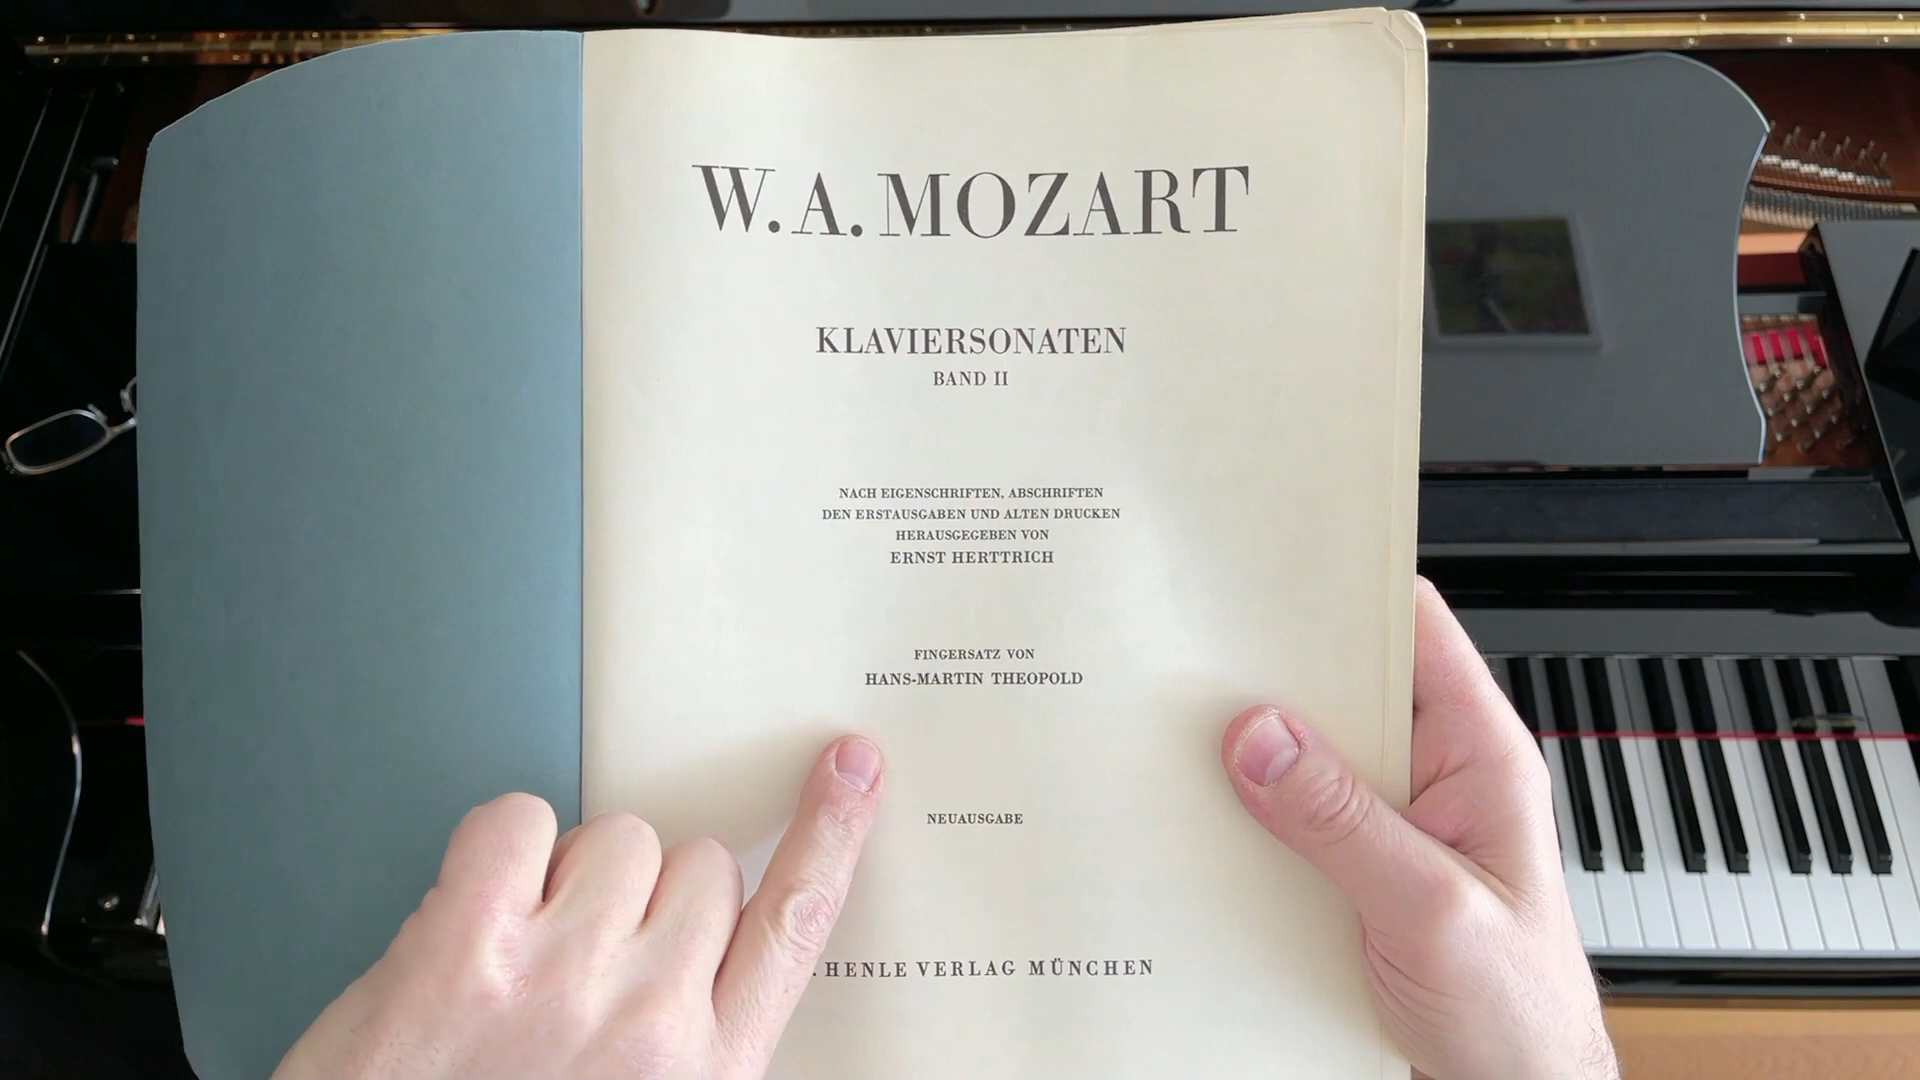 W. A. MOZART
KLAVIERSONATEN
BAND II
NACH EIGENSCHRIFTEN, ABSCHRIFTEN
DEN ERSTAUSGABEN UND ALTEN DRUCKEN
HERAUSGEGEBEN VON
ERNST HERTTRICH
FINGERSATZ VON
HANS-MARTIN THEOPOLD
NEUAUSGABE
. HENLE VERLAG MÜNCHEN